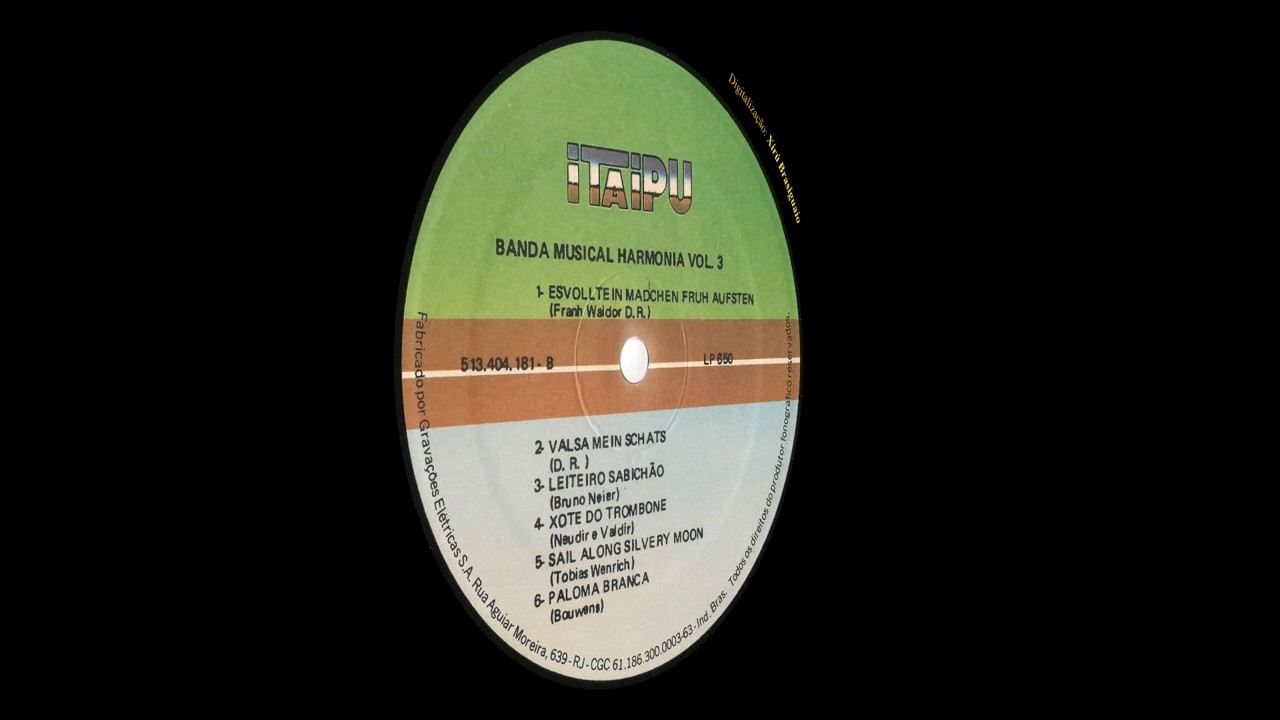 Digitalização: Xirú Brasiguaio
iTAiPU
BANDA MUSICAL HARMONIA VOL. 3
1- ESVOLLTEIN MADCHEN FRUH AUFSTEN
(Franh Waldor D.R.)
513.404.181 - B
LP 650
2- VALSA MEIN SCHATS
(D. R. )
3- LEITEIRO SABICHÃO
(Bruno Neier)
4- XOTE DO TROMBONE
(Neudir e Valdir)
5- SAIL ALONG SILVERY MOON
(Tobias Wenrich)
6- PALOMA BRANCA
(Bouwens)
Fabricado por Gravações Elétricas S.A. Rua Aguiar Moreira, 639 - RJ - CGC 61.186.300.0003-63 - Ind. Bras. Todos os direitos do produtor fonográfico reservados.